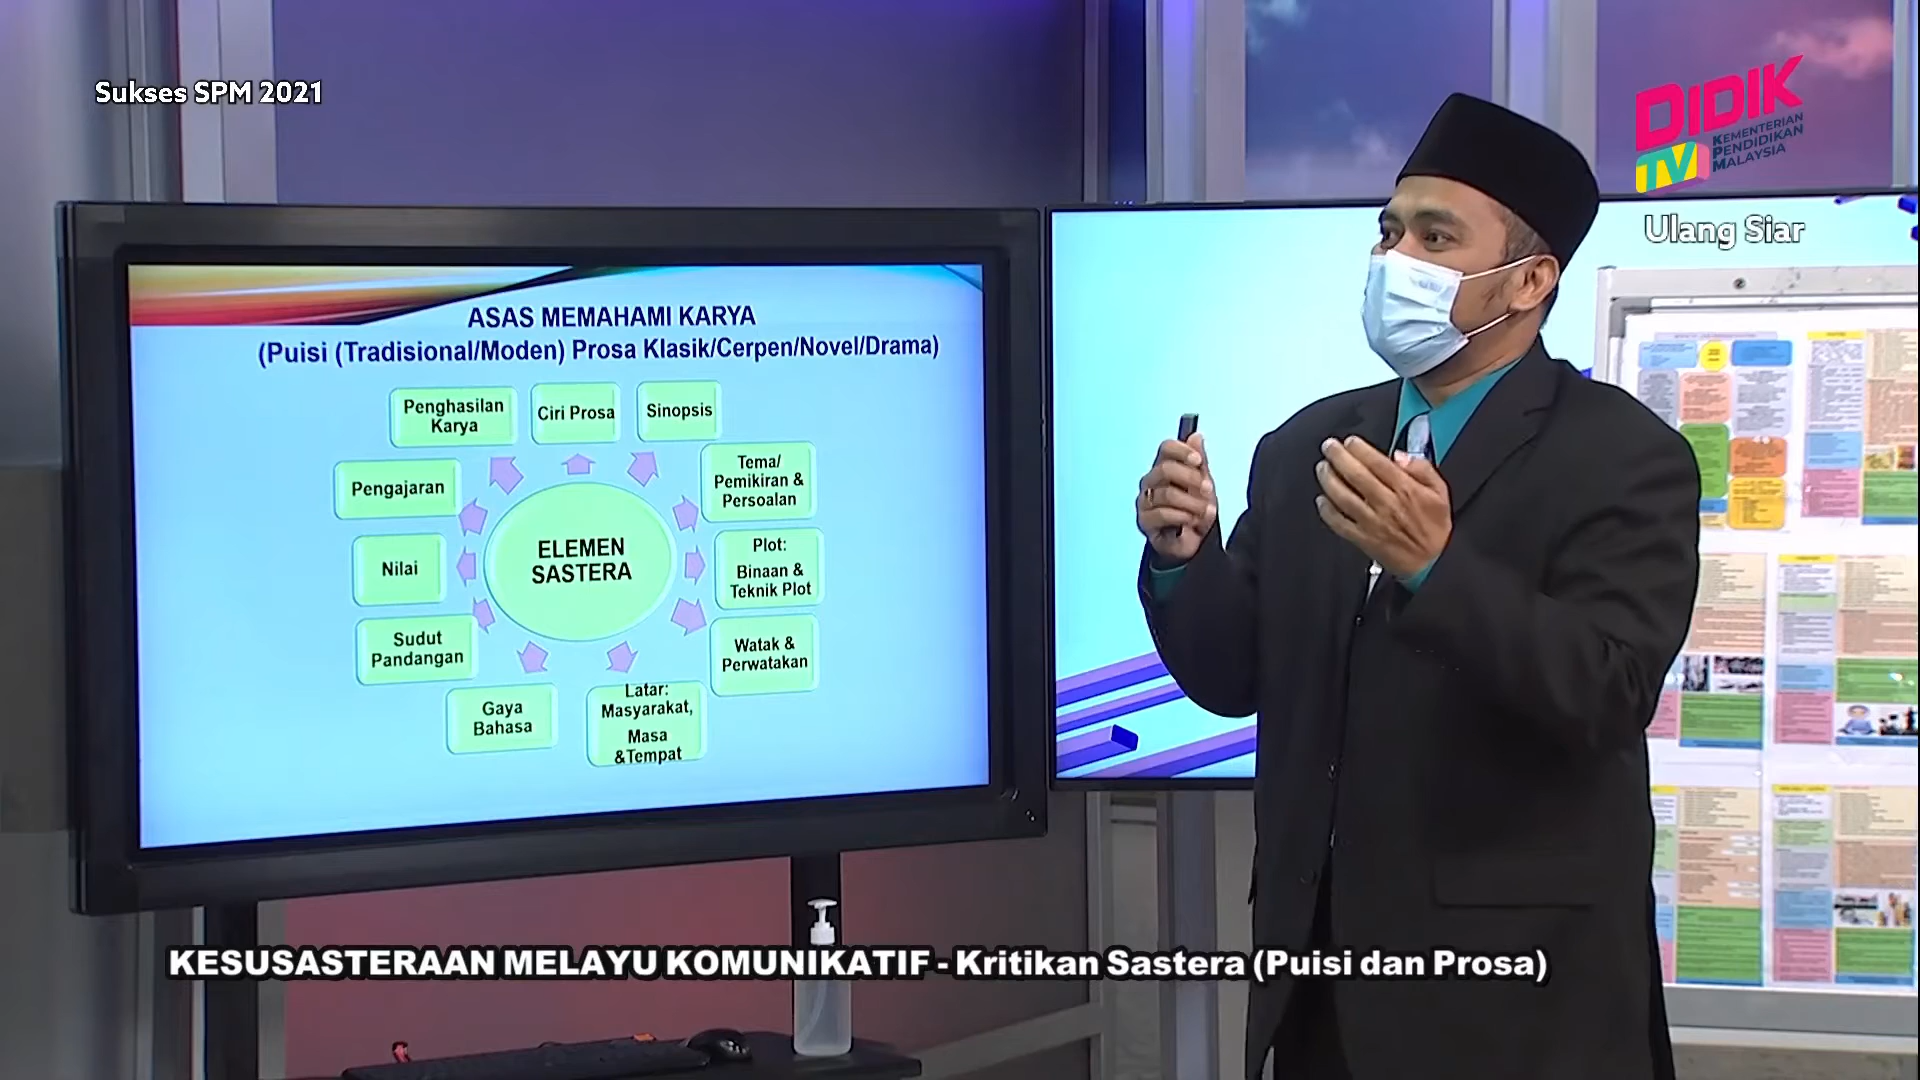 Sukses SPM 2021
DIDIK
TV
KEMENTERIAN
PENDIDIKAN
MALAYSIA
Ulang Siar
ASAS MEMAHAMI KARYA
(Puisi (Tradisional/Moden) Prosa Klasik/Cerpen/Novel/Drama)
Penghasilan
Karya
Ciri Prosa
Sinopsis
Tema/
Pemikiran &
Persoalan
Plot:
Binaan &
Teknik Plot
Watak &
Perwatakan
Latar:
Masyarakat,
Masa
&Tempat
Gaya
Bahasa
Sudut
Pandangan
Nilai
Pengajaran
ELEMEN
SASTERA
KESUSASTERAAN MELAYU KOMUNIKATIF - Kritikan Sastera (Puisi dan Prosa)